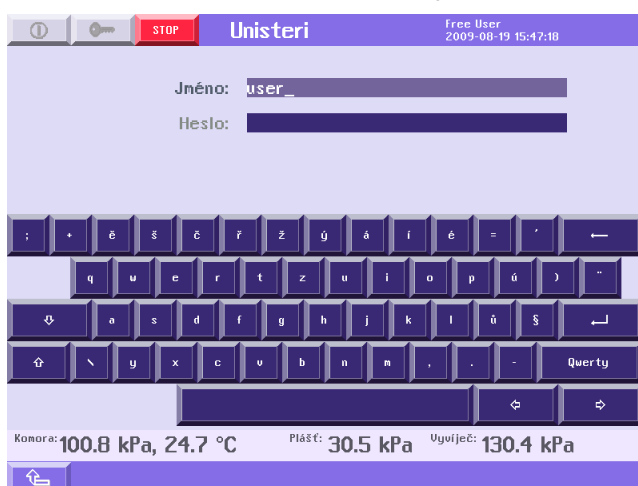 STOP Unisteri Free User
2009-08-19 15:47:18
Jméno: user_
Heslo:
; + ě š č ř ž ý á í é = ´
q w e r t z u i o p ú ) ¨
a s d f g h j k l ů §
\ y x c v b n m , . - Qwerty
Komora: 100.8 kPa, 24.7 °C Plášť: 30.5 kPa Vyvíječ: 130.4 kPa